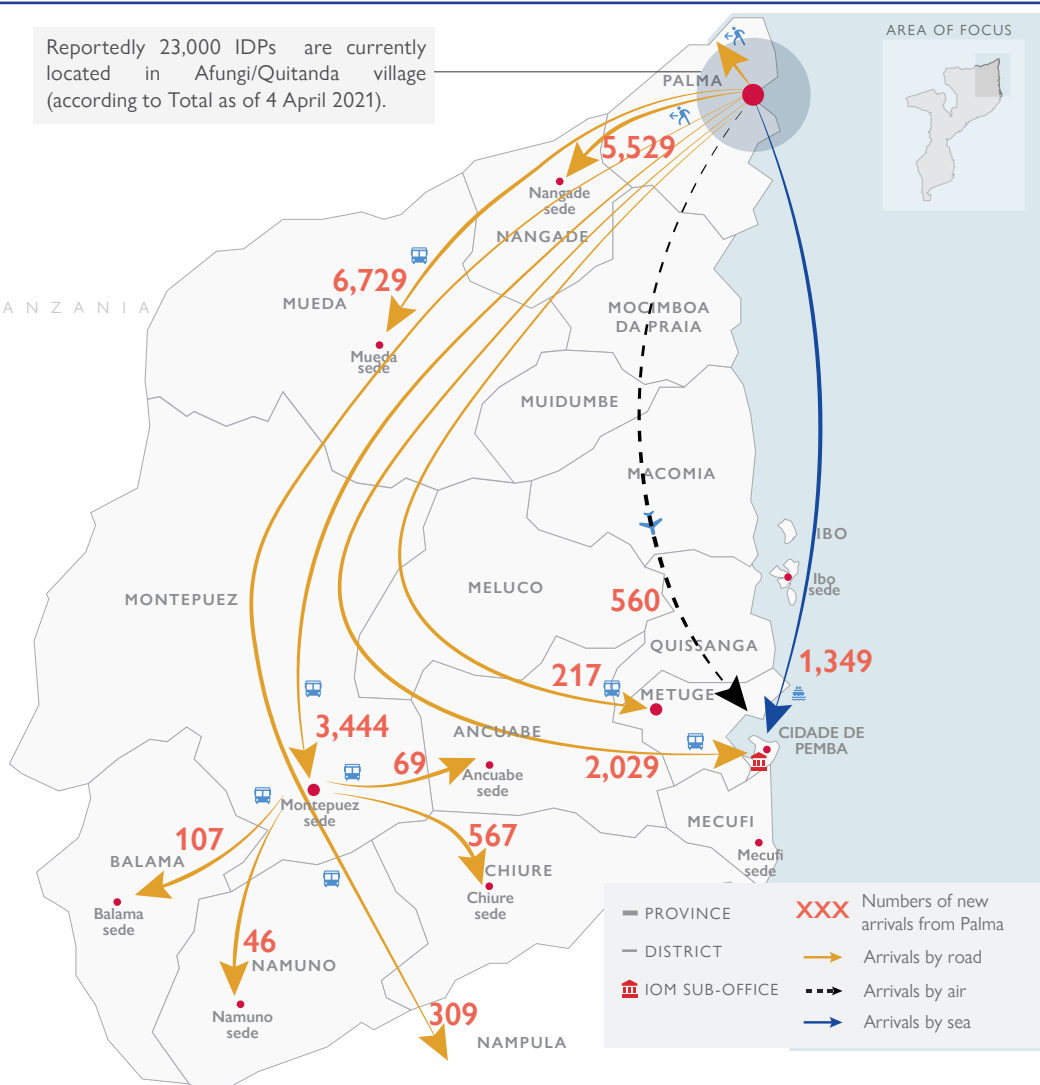 Reportedly 23,000 IDPs are currently
located in Afungi/Quitanda village
(according to Total as of 4 April 2021).
AREA OF FOCUS
PALMA
5,529
Nangade
sede
NANGADE
6,729
MUEDA
ANZANIA
Mueda
sede
MOCIMBOA
DA PRAIA
MUIDUMBE
MACOMIA
IBO
Ibo
sede
MONTEPUEZ
MELUCO
560
QUISSANGA
1,349
217
METUGE
3,444
ANCUABE
CIDADE DE
PEMBA
69
2,029
Ancuabe
sede
Montepuez
sede
107
567
MECUFI
BALAMA
CHIURE
Mecufi
sede
Balama
sede
Chiure
sede
46
NAMUNO
Namuno
sede
309
NAMPULA
PROVINCE
DISTRICT
IOM SUB-OFFICE
XXX Numbers of new
arrivals from Palma
Arrivals by road
Arrivals by air
Arrivals by sea